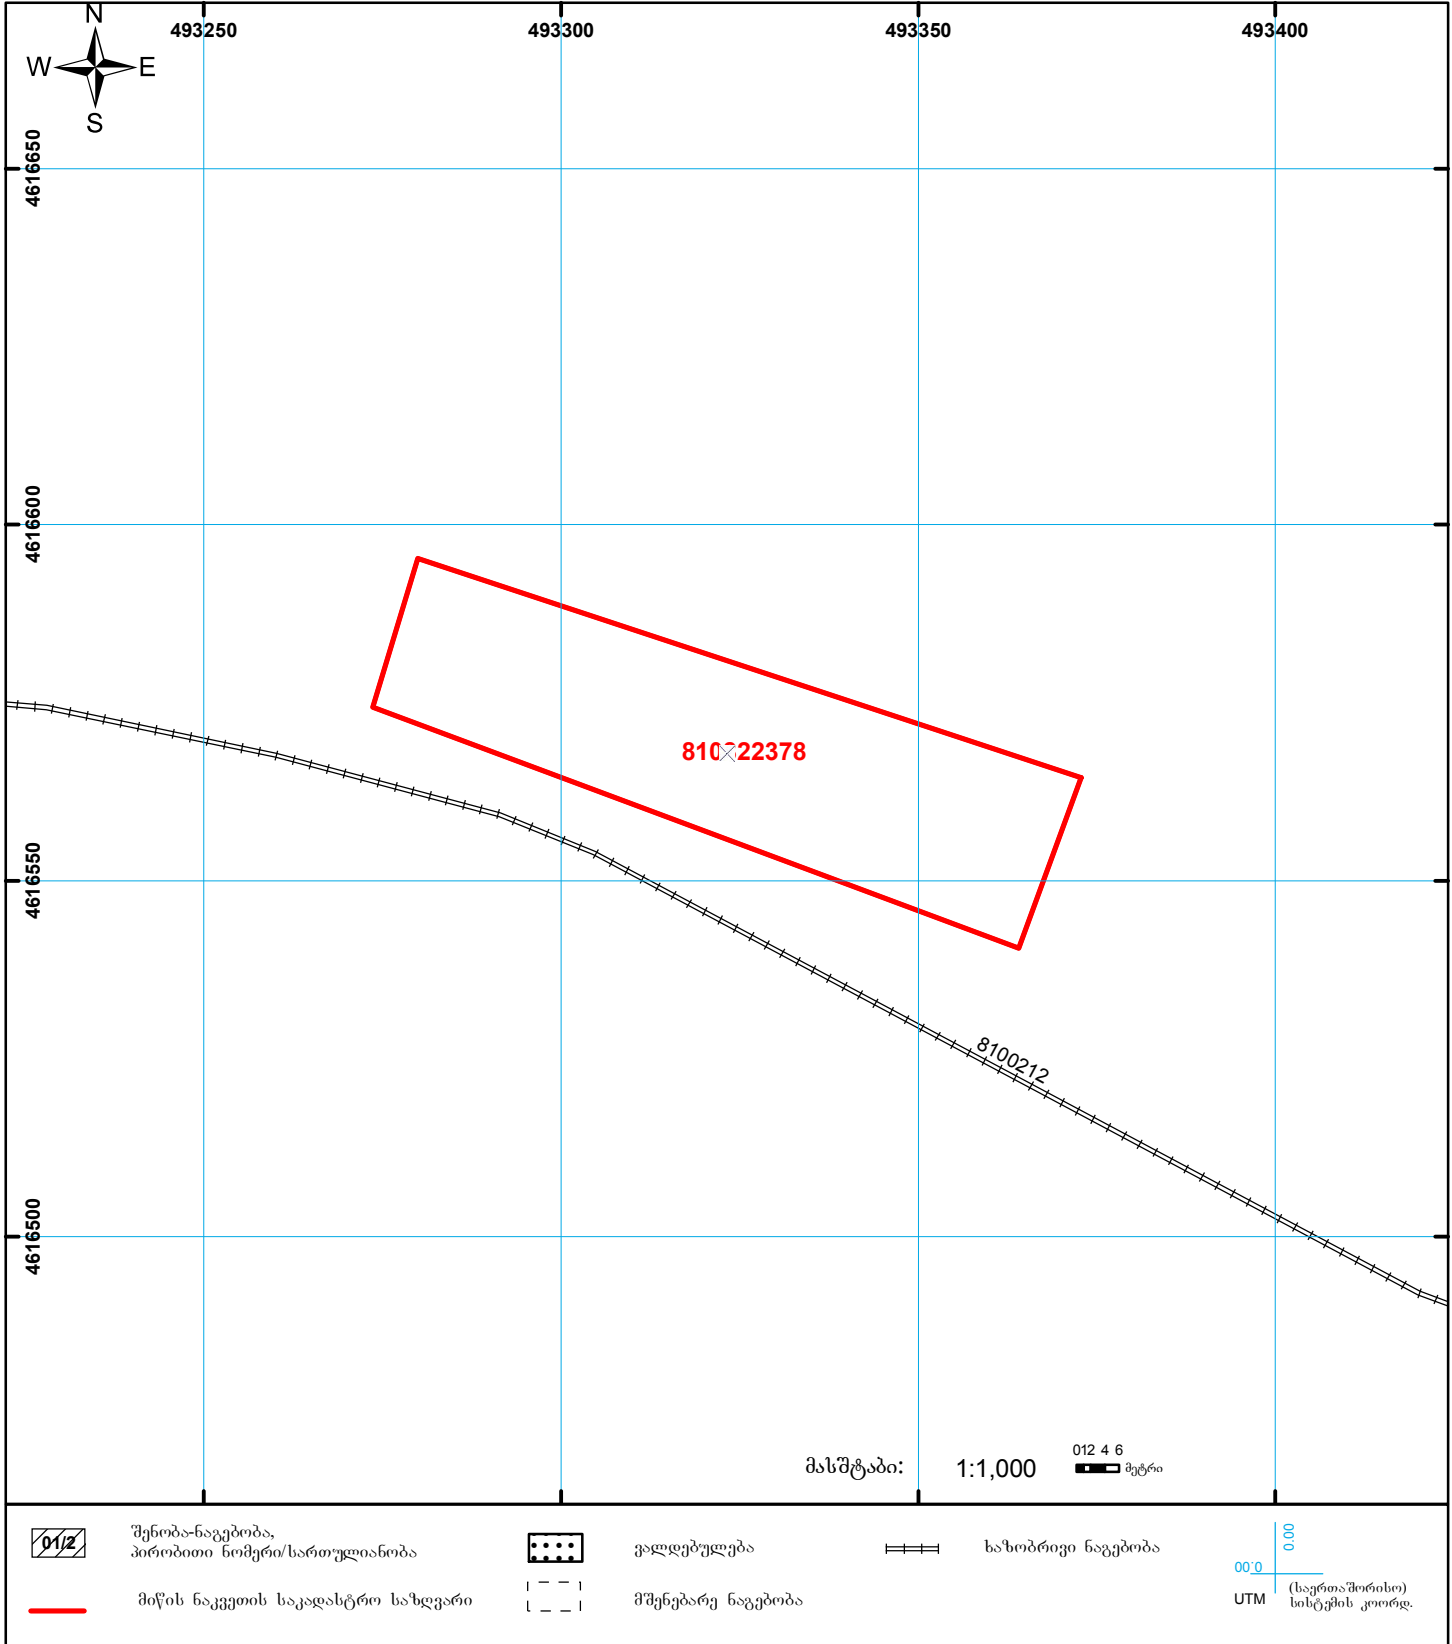 N
493250 493300 493350 493400
W E
S
4616650
4616600
4616550
4616500
8100212
მასშტაბი: 1:1,000
012 4 6
მეტრი
01/2
შენობა-ნაგებობა,
პირობითი ნომერი/სართულიანობა
ვალდებულება
ხაზობრივი ნაგებობა
მიწის ნაკვეთის საკადასტრო საზღვარი
მშენებარე ნაგებობა
00.0
00.0
UTM
(საერთაშორისო)
სისტემის კოორდ.